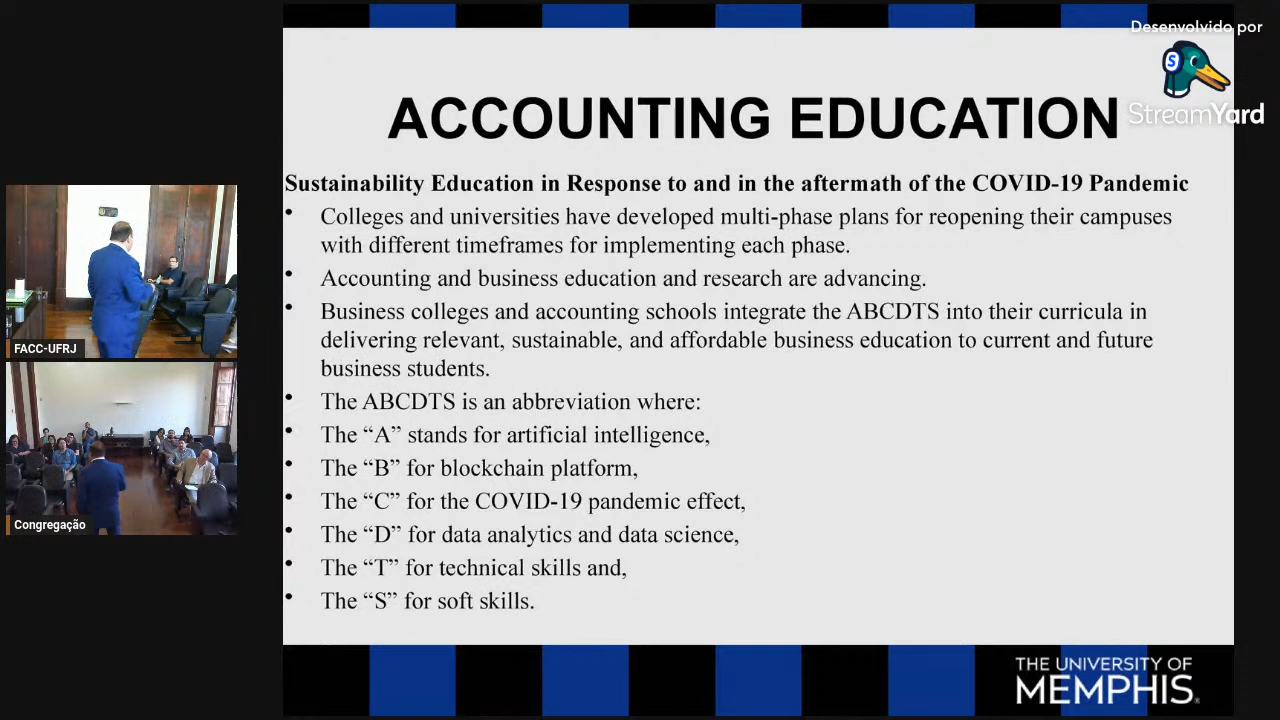 Desenvolvido por
StreamYard
ACCOUNTING EDUCATION
Sustainability Education in Response to and in the aftermath of the COVID-19 Pandemic
• Colleges and universities have developed multi-phase plans for reopening their campuses
with different timeframes for implementing each phase.
• Accounting and business education and research are advancing.
• Business colleges and accounting schools integrate the ABCDTS into their curricula in
delivering relevant, sustainable, and affordable business education to current and future
business students.
• The ABCDTS is an abbreviation where:
• The “A” stands for artificial intelligence,
• The “B” for blockchain platform,
• The “C” for the COVID-19 pandemic effect,
• The “D” for data analytics and data science,
• The “T” for technical skills and,
• The “S” for soft skills.
FACC-UFRJ
Congregação
THE UNIVERSITY OF
MEMPHIS